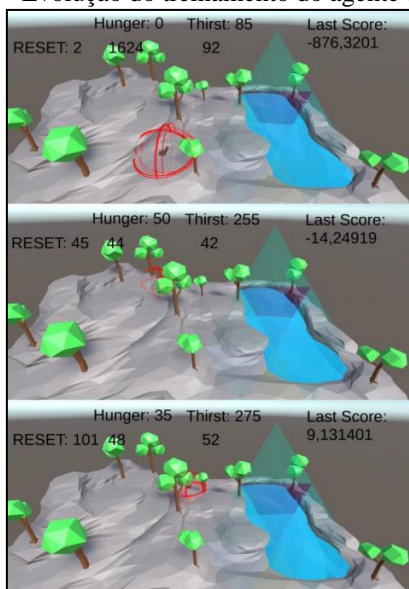 Evolução do treinamento do agente
Hunger: 0 Thirst: 85 Last Score:
RESET: 2 1624 92 -876,3201
Hunger: 50 Thirst: 255 Last Score:
RESET: 45 44 42 -14,24919
Hunger: 35 Thirst: 275 Last Score:
RESET: 101 48 52 9,131401